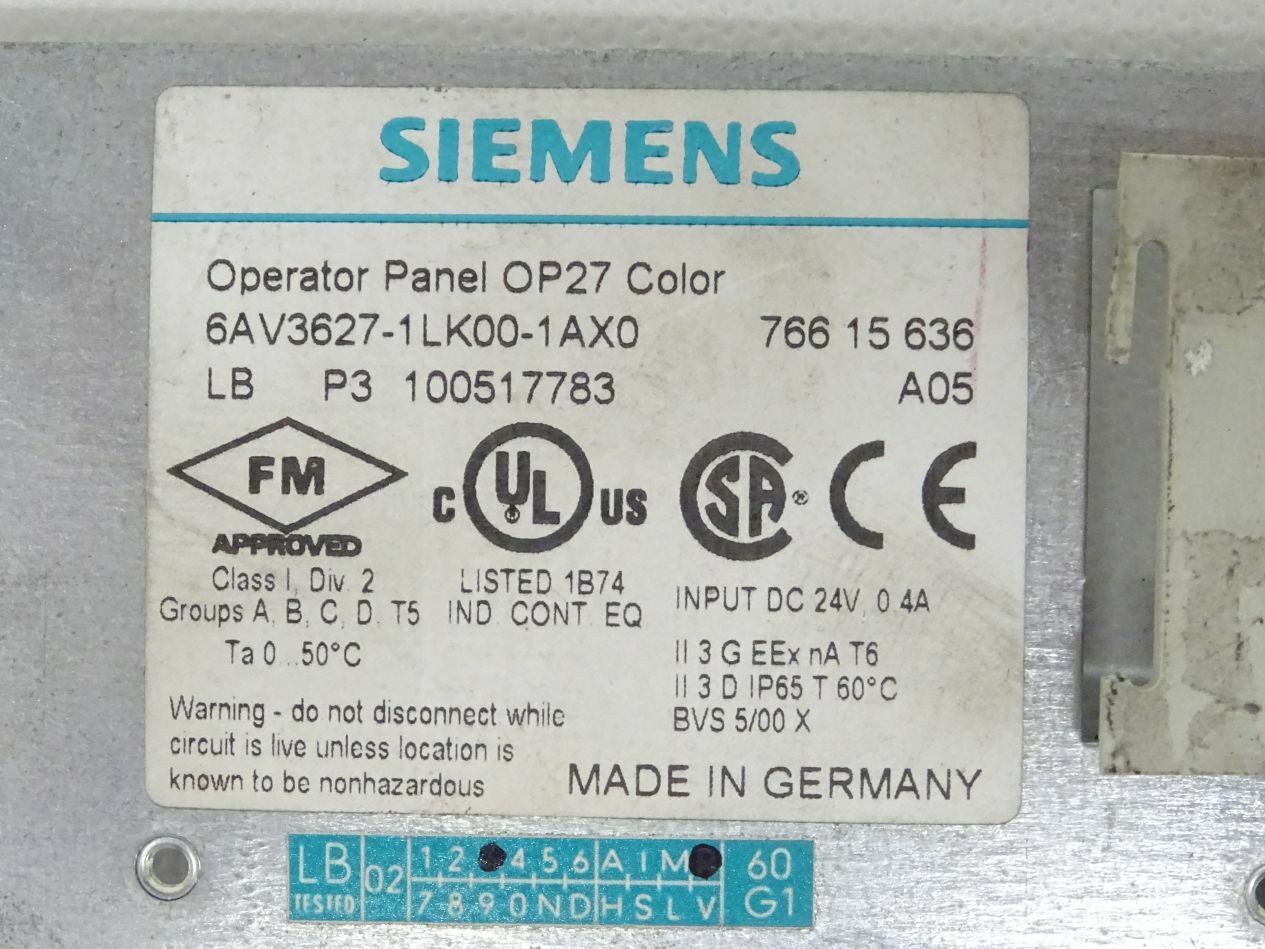 SIEMENS
Operator Panel OP27 Color
6AV3627-1LK00-1AX0 766 15 636
LB P3 100517783 A05
FM
APPROVED
C UL US
SA ®
CE
Class I, Div. 2
Groups A, B, C, D, T5
Ta 0...50°C
LISTED 1B74
IND. CONT. EQ
INPUT DC 24V, 0.4A
II 3 G EEx nA T6
II 3 D IP65 T 60°C
BVS 5/00 X
Warning - do not disconnect while
circuit is live unless location is
known to be nonhazardous
MADE IN GERMANY
LB TESTED 02
1 2 4 5 6 A I M
7 8 9 0 N D H S L V
60
G1